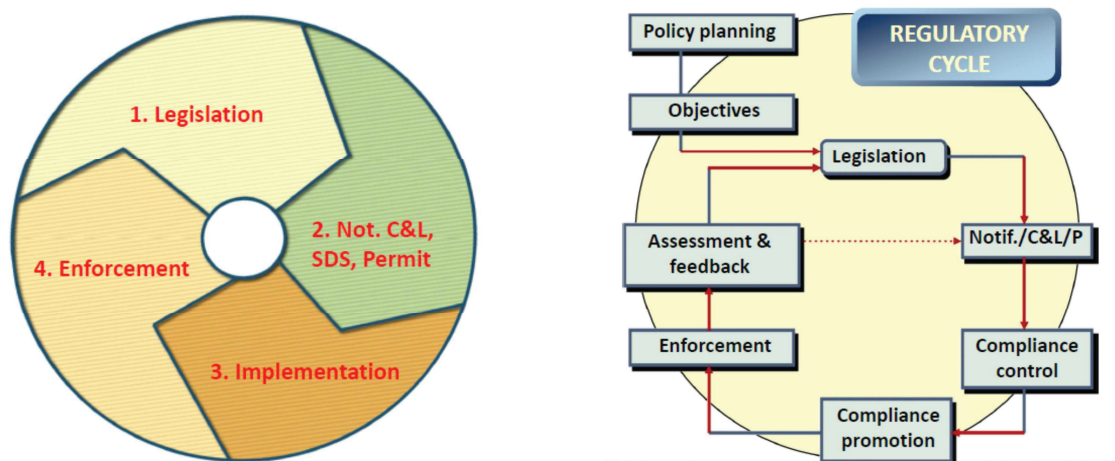 1. Legislation
2. Not. C&L,
SDS, Permit
3. Implementation
4. Enforcement
REGULATORY
CYCLE
Policy planning
Objectives
Legislation
Notif./C&L/P
Compliance
control
Compliance
promotion
Enforcement
Assessment &
feedback